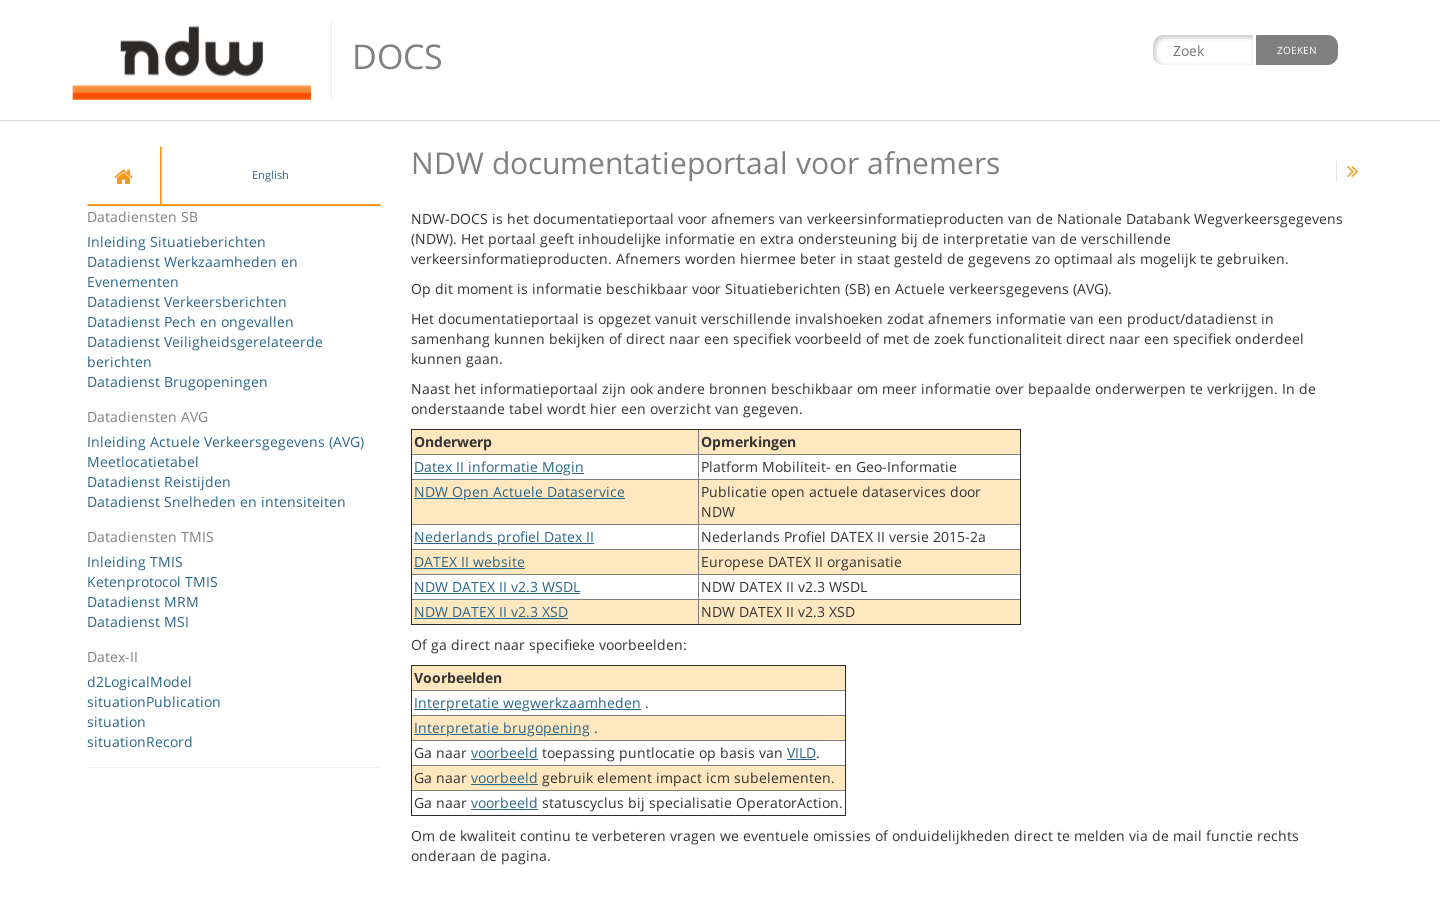 ndw
DOCS
Zoek
ZOEKEN
English
Datadiensten SB
Inleiding Situatieberichten
Datadienst Werkzaamheden en
Evenementen
Datadienst Verkeersberichten
Datadienst Pech en ongevallen
Datadienst Veiligheidsgerelateerde
berichten
Datadienst Brugopeningen
Datadiensten AVG
Inleiding Actuele Verkeersgegevens (AVG)
Meetlocatietabel
Datadienst Reistijden
Datadienst Snelheden en intensiteiten
Datadiensten TMIS
Inleiding TMIS
Ketenprotocol TMIS
Datadienst MRM
Datadienst MSI
Datex-II
d2LogicalModel
situationPublication
situation
situationRecord
NDW documentatieportaal voor afnemers
NDW-DOCS is het documentatieportaal voor afnemers van verkeersinformatieproducten van de Nationale Databank Wegverkeersgegevens
(NDW). Het portaal geeft inhoudelijke informatie en extra ondersteuning bij de interpretatie van de verschillende
verkeersinformatieproducten. Afnemers worden hiermee beter in staat gesteld de gegevens zo optimaal als mogelijk te gebruiken.
Op dit moment is informatie beschikbaar voor Situatieberichten (SB) en Actuele verkeersgegevens (AVG).
Het documentatieportaal is opgezet vanuit verschillende invalshoeken zodat afnemers informatie van een product/datadienst in
samenhang kunnen bekijken of direct naar een specifiek voorbeeld of met de zoek functionaliteit direct naar een specifiek onderdeel
kunnen gaan.
Naast het informatieportaal zijn ook andere bronnen beschikbaar om meer informatie over bepaalde onderwerpen te verkrijgen. In de
onderstaande tabel wordt hier een overzicht van gegeven.
Onderwerp Opmerkingen
Datex II informatie Mogin Platform Mobiliteit- en Geo-Informatie
NDW Open Actuele Dataservice Publicatie open actuele dataservices door
NDW
Nederlands profiel Datex II Nederlands Profiel DATEX II versie 2015-2a
DATEX II website Europese DATEX II organisatie
NDW DATEX II v2.3 WSDL NDW DATEX II v2.3 WSDL
NDW DATEX II v2.3 XSD NDW DATEX II v2.3 XSD
Of ga direct naar specifieke voorbeelden:
Voorbeelden
Interpretatie wegwerkzaamheden .
Interpretatie brugopening .
Ga naar voorbeeld toepassing puntlocatie op basis van VILD.
Ga naar voorbeeld gebruik element impact icm subelementen.
Ga naar voorbeeld statuscyclus bij specialisatie OperatorAction.
Om de kwaliteit continu te verbeteren vragen we eventuele omissies of onduidelijkheden direct te melden via de mail functie rechts
onderaan de pagina.